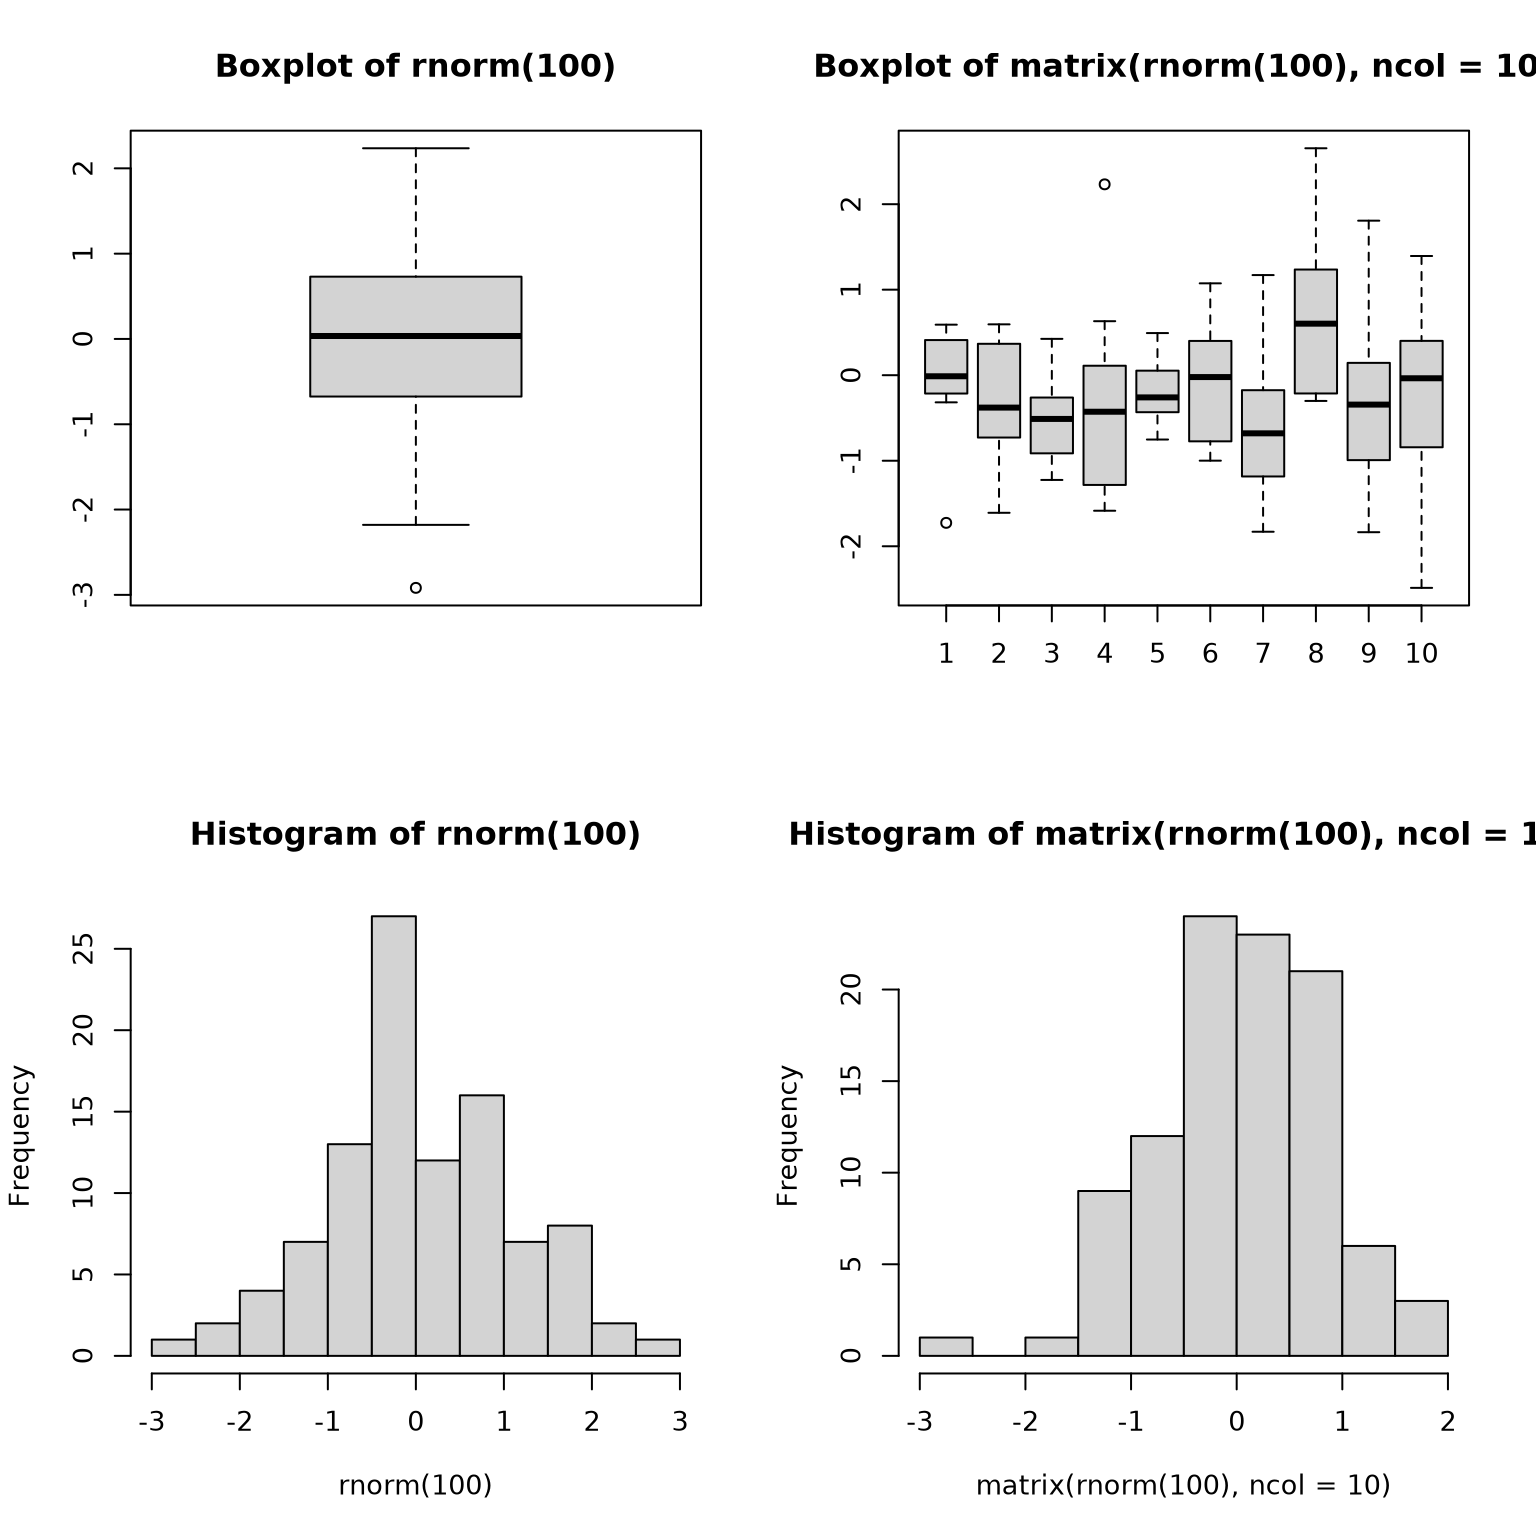 Boxplot of rnorm(100)
2
1
0
-1
-2
-3
Boxplot of matrix(rnorm(100), ncol = 10
2
1
0
-1
-2
1 2 3 4 5 6 7 8 9 10
Histogram of rnorm(100)
Frequency
25
20
15
10
5
0
-3 -2 -1 0 1 2 3
rnorm(100)
Histogram of matrix(rnorm(100), ncol = 1
Frequency
20
15
10
5
0
-3 -2 -1 0 1 2
matrix(rnorm(100), ncol = 10)